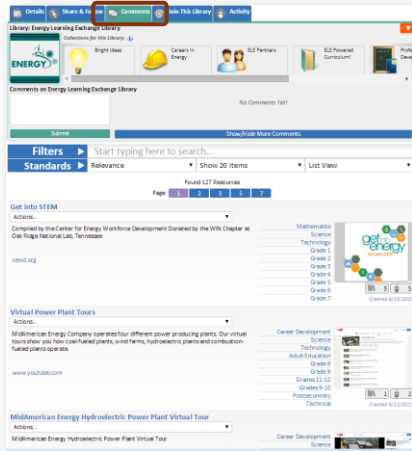 Details Share & Follow Comments Join This Library Activity
Library: Energy Learning Exchange Library
Collections for this Library:
ENERGY
Bright Ideas
Careers in Energy
ELE Partners
ELE Powered Curriculum!
Comments on Energy Learning Exchange Library
No Comments Yet!
Submit
Show/Hide More Comments
Filters
Start typing here to search...
Standards
Relevance
Show 20 Items
List View
Found 127 Resources
Page: 1 2 3 5 7
Get into STEM
Actions...
Compiled by the Center for Energy Workforce Development Donated by the WIN Chapter at
Oak Ridge National Lab, Tennessee
cewd.org
Mathematics
Science
Technology
Grade 1
Grade 2
Grade 3
Grade 4
Grade 5
Grade 6
Grade 7
get into
energy
3
Virtual Power Plant Tours
Actions...
MidAmerican Energy Company operates four different power producing plants. Our virtual
tours show you how coal-fueled plants, wind farms, hydroelectric plants and combustion-
fueled plants operate.
www.youtube.com
Career Development
Science
Technology
Adult Education
Grade 6
Grade 8
Grades 11-12
Grades 9-10
Postsecondary
Technical
1 2
MidAmerican Energy Hydroelectric Power Plant Virtual Tour
Actions...
MidAmerican Energy Hydroelectric Power Plant Virtual Tour
Career Development
Science